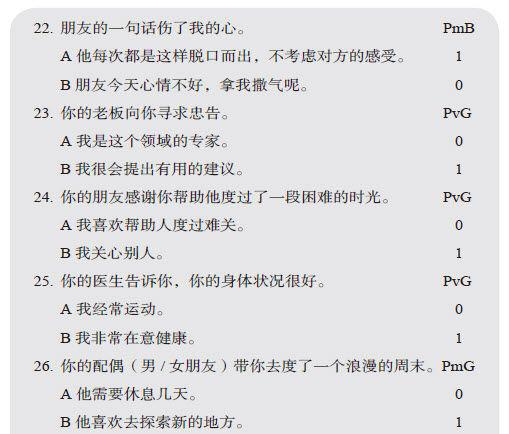 22. 朋友的一句话伤了我的心。 PmB
A 他每次都是这样脱口而出，不考虑对方的感受。 1
B 朋友今天心情不好，拿我撒气呢。 0
23. 你的老板向你寻求忠告。 PvG
A 我是这个领域的专家。 0
B 我很会提出有用的建议。 1
24. 你的朋友感谢你帮助他度过了一段困难的时光。 PvG
A 我喜欢帮助人度过难关。 0
B 我关心别人。 1
25. 你的医生告诉你，你的身体状况很好。 PvG
A 我经常运动。 0
B 我非常在意健康。 1
26. 你的配偶（男 / 女朋友）带你去度了一个浪漫的周末。 PmG
A 他需要休息几天。 0
B 他喜欢去探索新的地方。 1